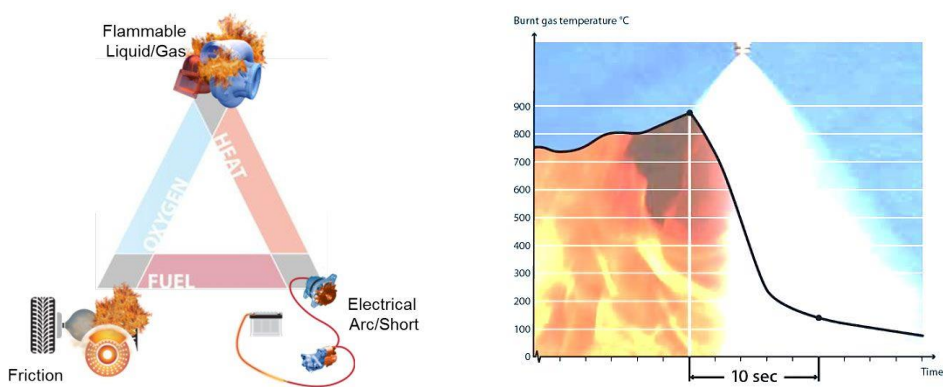 Flammable
Liquid/Gas
OXYGEN
HEAT
FUEL
Electrical
Arc/Short
Friction
Burnt gas temperature °C
900
800
700
600
500
400
300
200
100
0
Time
10 sec